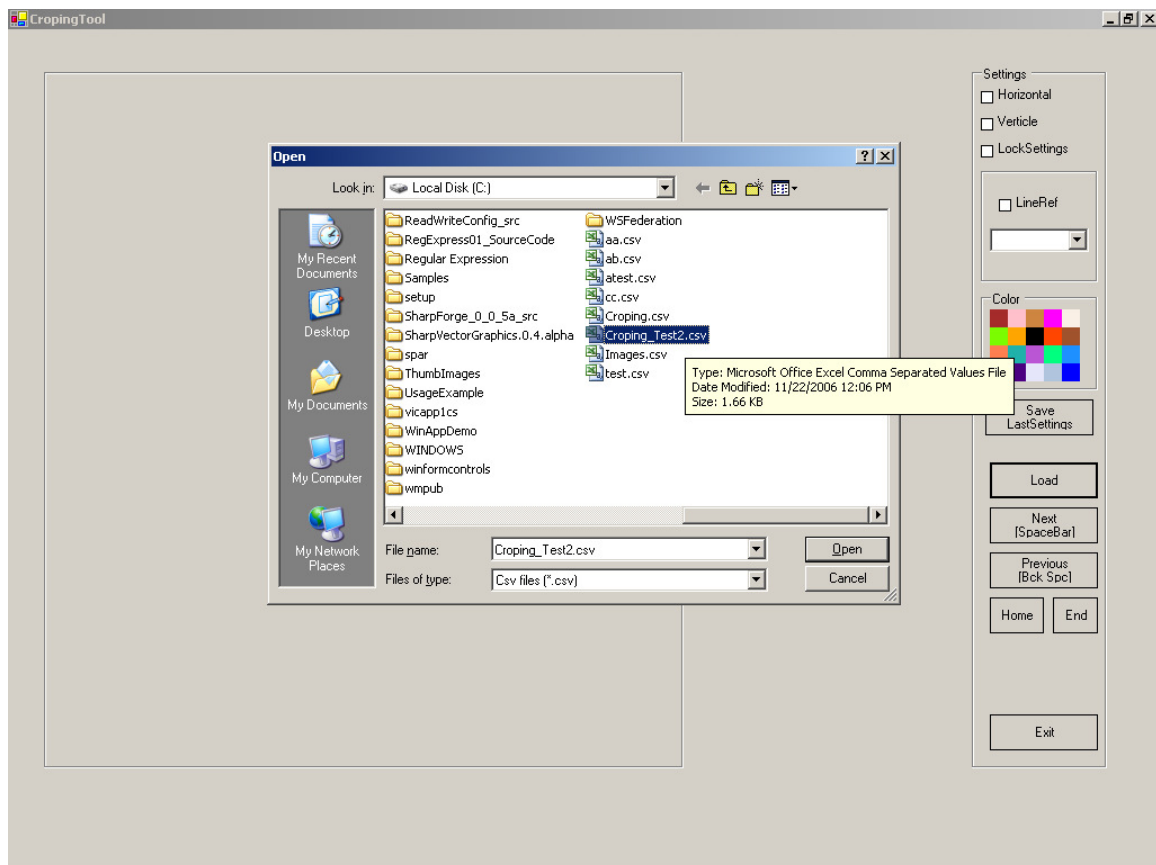 CropingTool
Settings
Horizontal
Verticle
LockSettings
LineRef
Color
Save
LastSettings
Load
Next
[SpaceBar]
Previous
[Bck Spc]
Home
End
Exit
Open
Look in:
Local Disk (C:)
My Recent
Documents
Desktop
My Documents
My Computer
My Network
Places
ReadWriteConfig_src
RegExpress01_SourceCode
Regular Expression
Samples
setup
SharpForge_0_0_5a_src
SharpVectorGraphics.0.4.alpha
spar
ThumbImages
UsageExample
vicapp1cs
WinAppDemo
WINDOWS
winformcontrols
wmpub
WSFederation
aa.csv
ab.csv
atest.csv
cc.csv
Croping.csv
Croping_Test2.csv
Images.csv
test.csv
Type: Microsoft Office Excel Comma Separated Values File
Date Modified: 11/22/2006 12:06 PM
Size: 1.66 KB
File name:
Croping_Test2.csv
Open
Files of type:
Csv files (*.csv)
Cancel